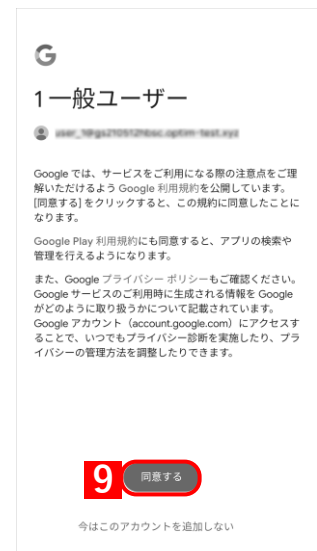 G
1一般ユーザー
Google では、サービスをご利用になる際の注意点をご理
解いただけるよう Google 利用規約を公開しています。
[同意する] をクリックすると、この規約に同意したことに
なります。
Google Play 利用規約にも同意すると、アプリの検索や
管理を行えるようになります。
また、Google プライバシー ポリシーもご確認ください。
Google サービスのご利用時に生成される情報を Google
がどのように取り扱うかについて記載されています。
Google アカウント（account.google.com）にアクセスす
ることで、いつでもプライバシー診断を実施したり、プラ
イバシーの管理方法を調整したりできます。
9 同意する
今はこのアカウントを追加しない